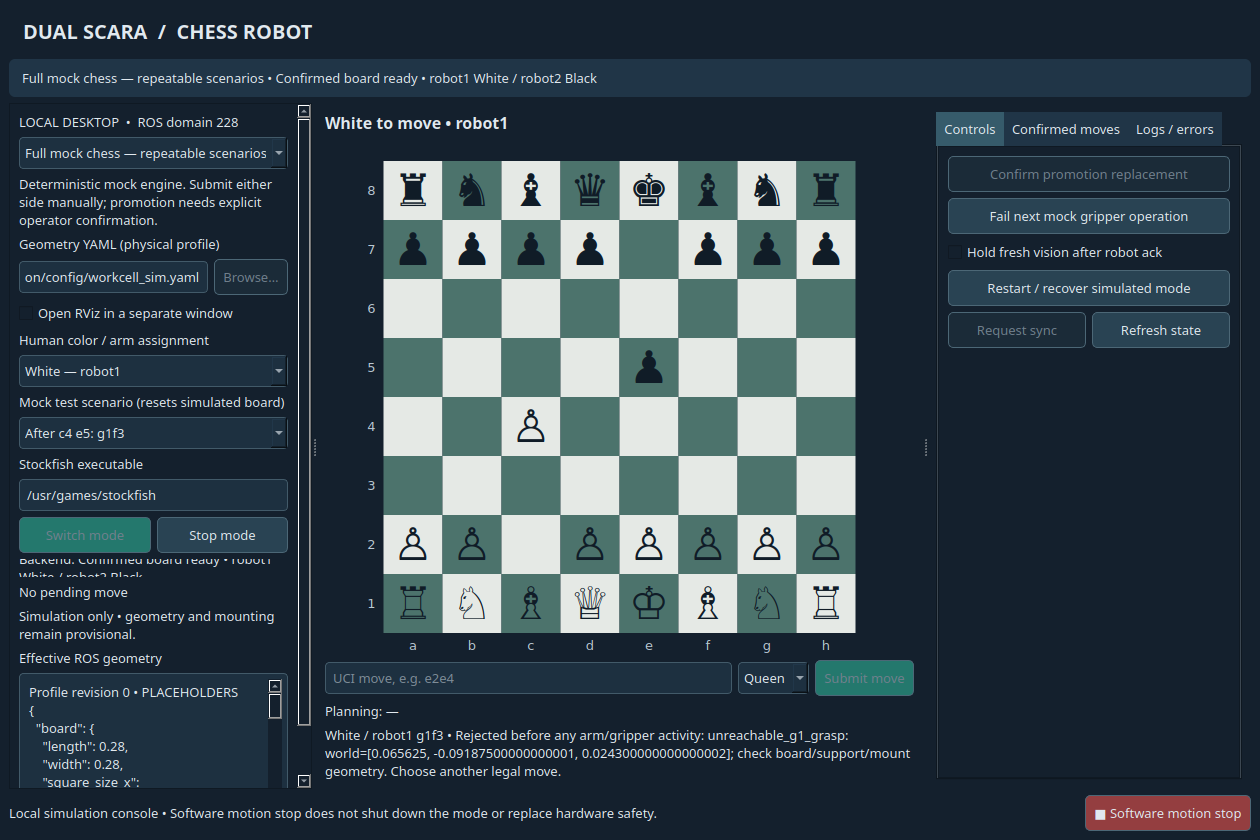 DUAL SCARA / CHESS ROBOT
Full mock chess — repeatable scenarios • Confirmed board ready • robot1 White / robot2 Black
LOCAL DESKTOP • ROS domain 228
Full mock chess — repeatable scenarios
Deterministic mock engine. Submit either
side manually; promotion needs explicit
operator confirmation.
Geometry YAML (physical profile)
on/config/workcell_sim.yaml
Browse...
Open RViz in a separate window
Human color / arm assignment
White — robot1
Mock test scenario (resets simulated board)
After c4 e5: g1f3
Stockfish executable
/usr/games/stockfish
Switch mode
Stop mode
Backend: Confirmed board ready • robot1
White / robot2 Black
No pending move
Simulation only • geometry and mounting
remain provisional.
Effective ROS geometry
Profile revision 0 • PLACEHOLDERS
{
"board": {
"length": 0.28,
"width": 0.28,
"square_size_x":
White to move • robot1
8
7
6
5
4
3
2
1
a b c d e f g h
UCI move, e.g. e2e4
Queen
Submit move
Planning: —
White / robot1 g1f3 • Rejected before any arm/gripper activity: unreachable_g1_grasp:
world=[0.065625, -0.09187500000000001, 0.024300000000000002]; check board/support/mount
geometry. Choose another legal move.
Controls
Confirmed moves
Logs / errors
Confirm promotion replacement
Fail next mock gripper operation
Hold fresh vision after robot ack
Restart / recover simulated mode
Request sync
Refresh state
Local simulation console • Software motion stop does not shut down the mode or replace hardware safety.
Software motion stop